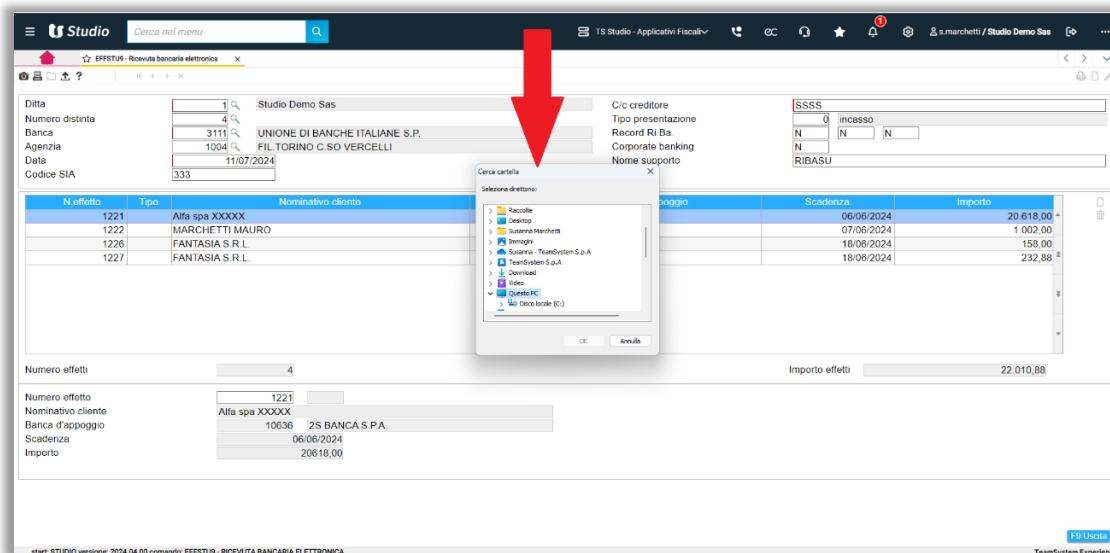 Studio Cerca nel menu TS Studio - Applicativi Fiscali 1 s.marchetti / Studio Demo Sas
EFFSTU9 - Ricevuta bancaria elettronica X
Ditta 1 Studio Demo Sas C/c creditore SSSS
Numero distinta 4 Tipo presentazione 0 incasso
Banca 3111 UNIONE DI BANCHE ITALIANE S.P. Record Ri.Ba. N N N
Agenzia 1004 FIL.TORINO C.SO VERCELLI Corporate banking N
Data 11/07/2024 Nome supporto RIBASU
Codice SIA 333
Cerca cartella
Seleziona direttorio:
Raccolte
Desktop
Susanna Marchetti
Immagini
Susanna - TeamSystem S.p.A
TeamSystem S.p.A
Download
Video
Questo PC
Disco locale (C:)
OK Annulla
N.effetto Tipo Nominativo cliente poggio Scadenza Importo
1221 Alfa spa XXXXX 06/06/2024 20.618,00
1222 MARCHETTI MAURO 07/06/2024 1.002,00
1226 FANTASIA S.R.L. 18/06/2024 158,00
1227 FANTASIA S.R.L. 18/06/2024 232,88
Numero effetti 4 Importo effetti 22.010,88
Numero effetto 1221
Nominativo cliente Alfa spa XXXXX
Banca d'appoggio 10636 2S BANCA S.P.A.
Scadenza 06/06/2024
Importo 20618,00
F9 Uscita
start: STUDIO versione: 2024.04.00 comando: EFFSTU9 - RICEVUTA BANCARIA ELETTRONICA TeamSystem Experien